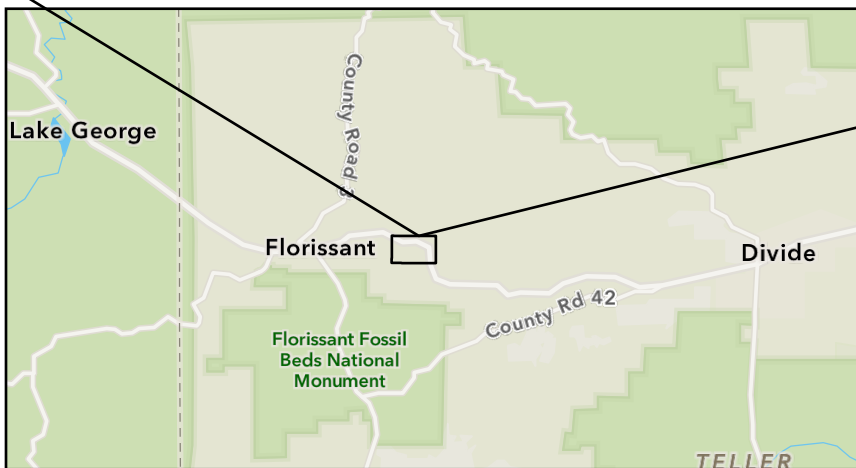 County Road 3
Lake George
Florissant
Divide
County Rd 42
Florissant Fossil
Beds National
Monument
TELLER